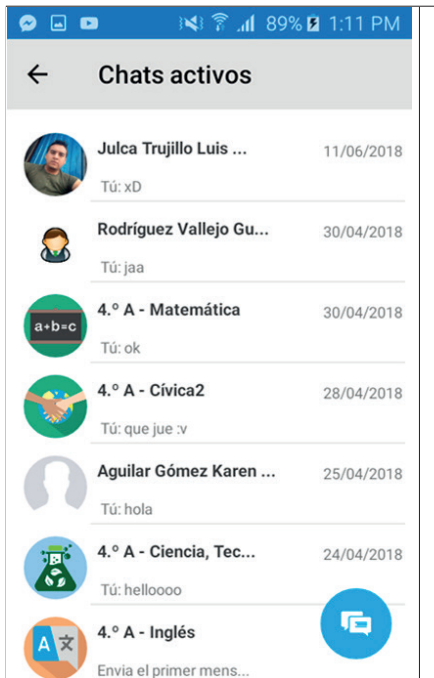 89% 1:11 PM
Chats activos
Julca Trujillo Luis ... 11/06/2018
Tú: xD
Rodríguez Vallejo Gu... 30/04/2018
Tú: jaa
4.º A - Matemática 30/04/2018
a+b=c
Tú: ok
4.º A - Cívica2 28/04/2018
Tú: que jue :v
Aguilar Gómez Karen ... 25/04/2018
Tú: hola
4.º A - Ciencia, Tec... 24/04/2018
Tú: helloooo
4.º A - Inglés
A 文
Envia el primer mens...